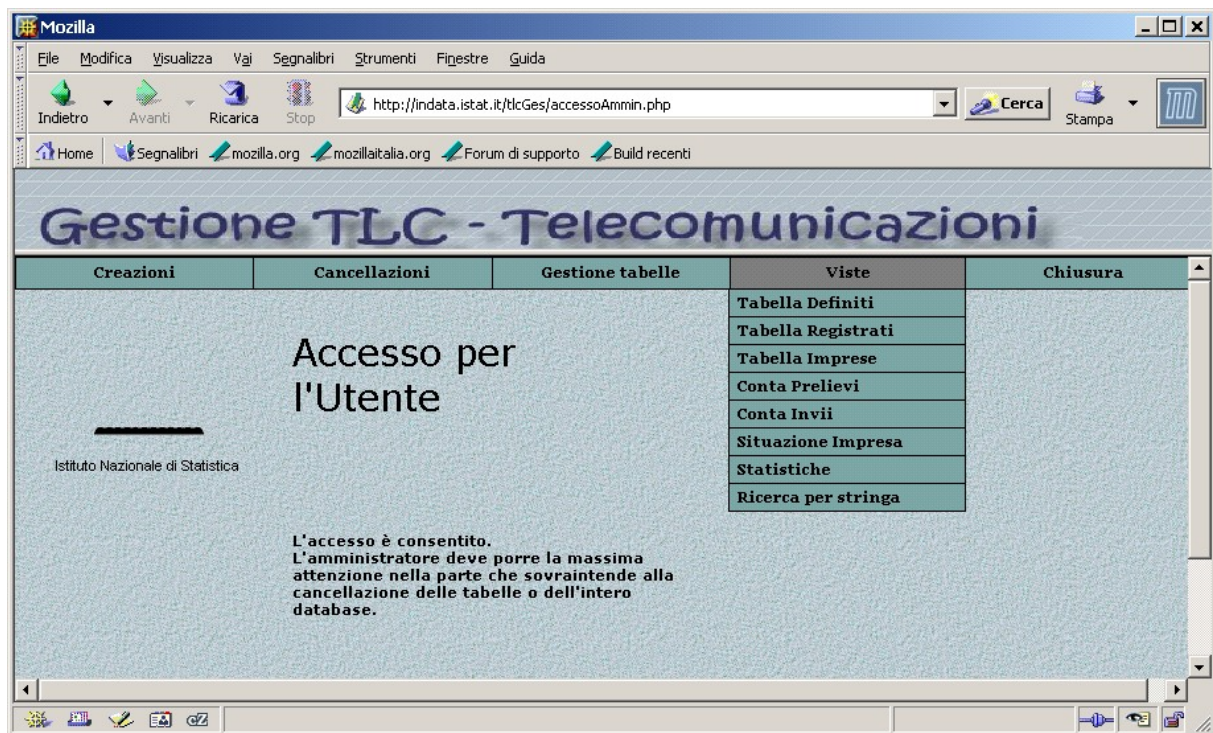 Mozilla
File Modifica Visualizza Vai Segnalibri Strumenti Finestre Guida
Indietro Avanti Ricarica Stop http://indata.istat.it/tlcGes/accessoAmmin.php Cerca Stampa
Home Segnalibri mozilla.org mozillaitalia.org Forum di supporto Build recenti
Gestione TLC - Telecomunicazioni
Creazioni Cancellazioni Gestione tabelle Viste Chiusura
Tabella Definiti
Tabella Registrati
Tabella Imprese
Conta Prelievi
Conta Invii
Situazione Impresa
Statistiche
Ricerca per stringa
Accesso per
l'Utente
Istituto Nazionale di Statistica
L'accesso è consentito.
L'amministratore deve porre la massima
attenzione nella parte che sovraintende alla
cancellazione delle tabelle o dell'intero
database.